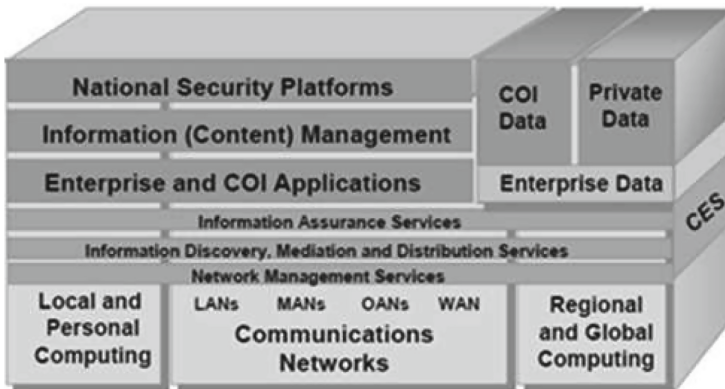 National Security Platforms
COI
Data
Private
Data
Information (Content) Management
Enterprise and COI Applications
Enterprise Data
CES
Information Assurance Services
Information Discovery, Mediation and Distribution Services
Network Management Services
Local and
Personal
Computing
LANs MANs OANs WAN
Communications
Networks
Regional
and Global
Computing